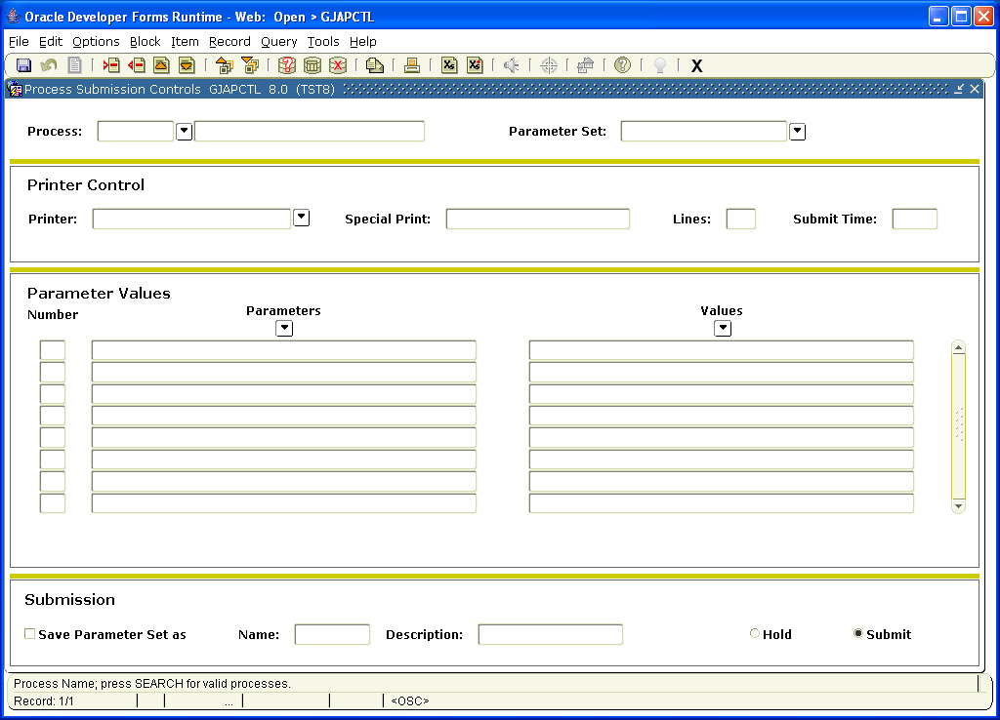 Oracle Developer Forms Runtime - Web: Open > GJAPCTL
File Edit Options Block Item Record Query Tools Help
X
Process Submission Controls GJAPCTL 8.0 (TST8)
Process: Parameter Set:
Printer Control
Printer: Special Print: Lines: Submit Time:
Parameter Values
Number Parameters Values
Submission
Save Parameter Set as Name: Description: Hold Submit
Process Name; press SEARCH for valid processes.
Record: 1/1 ... <OSC>